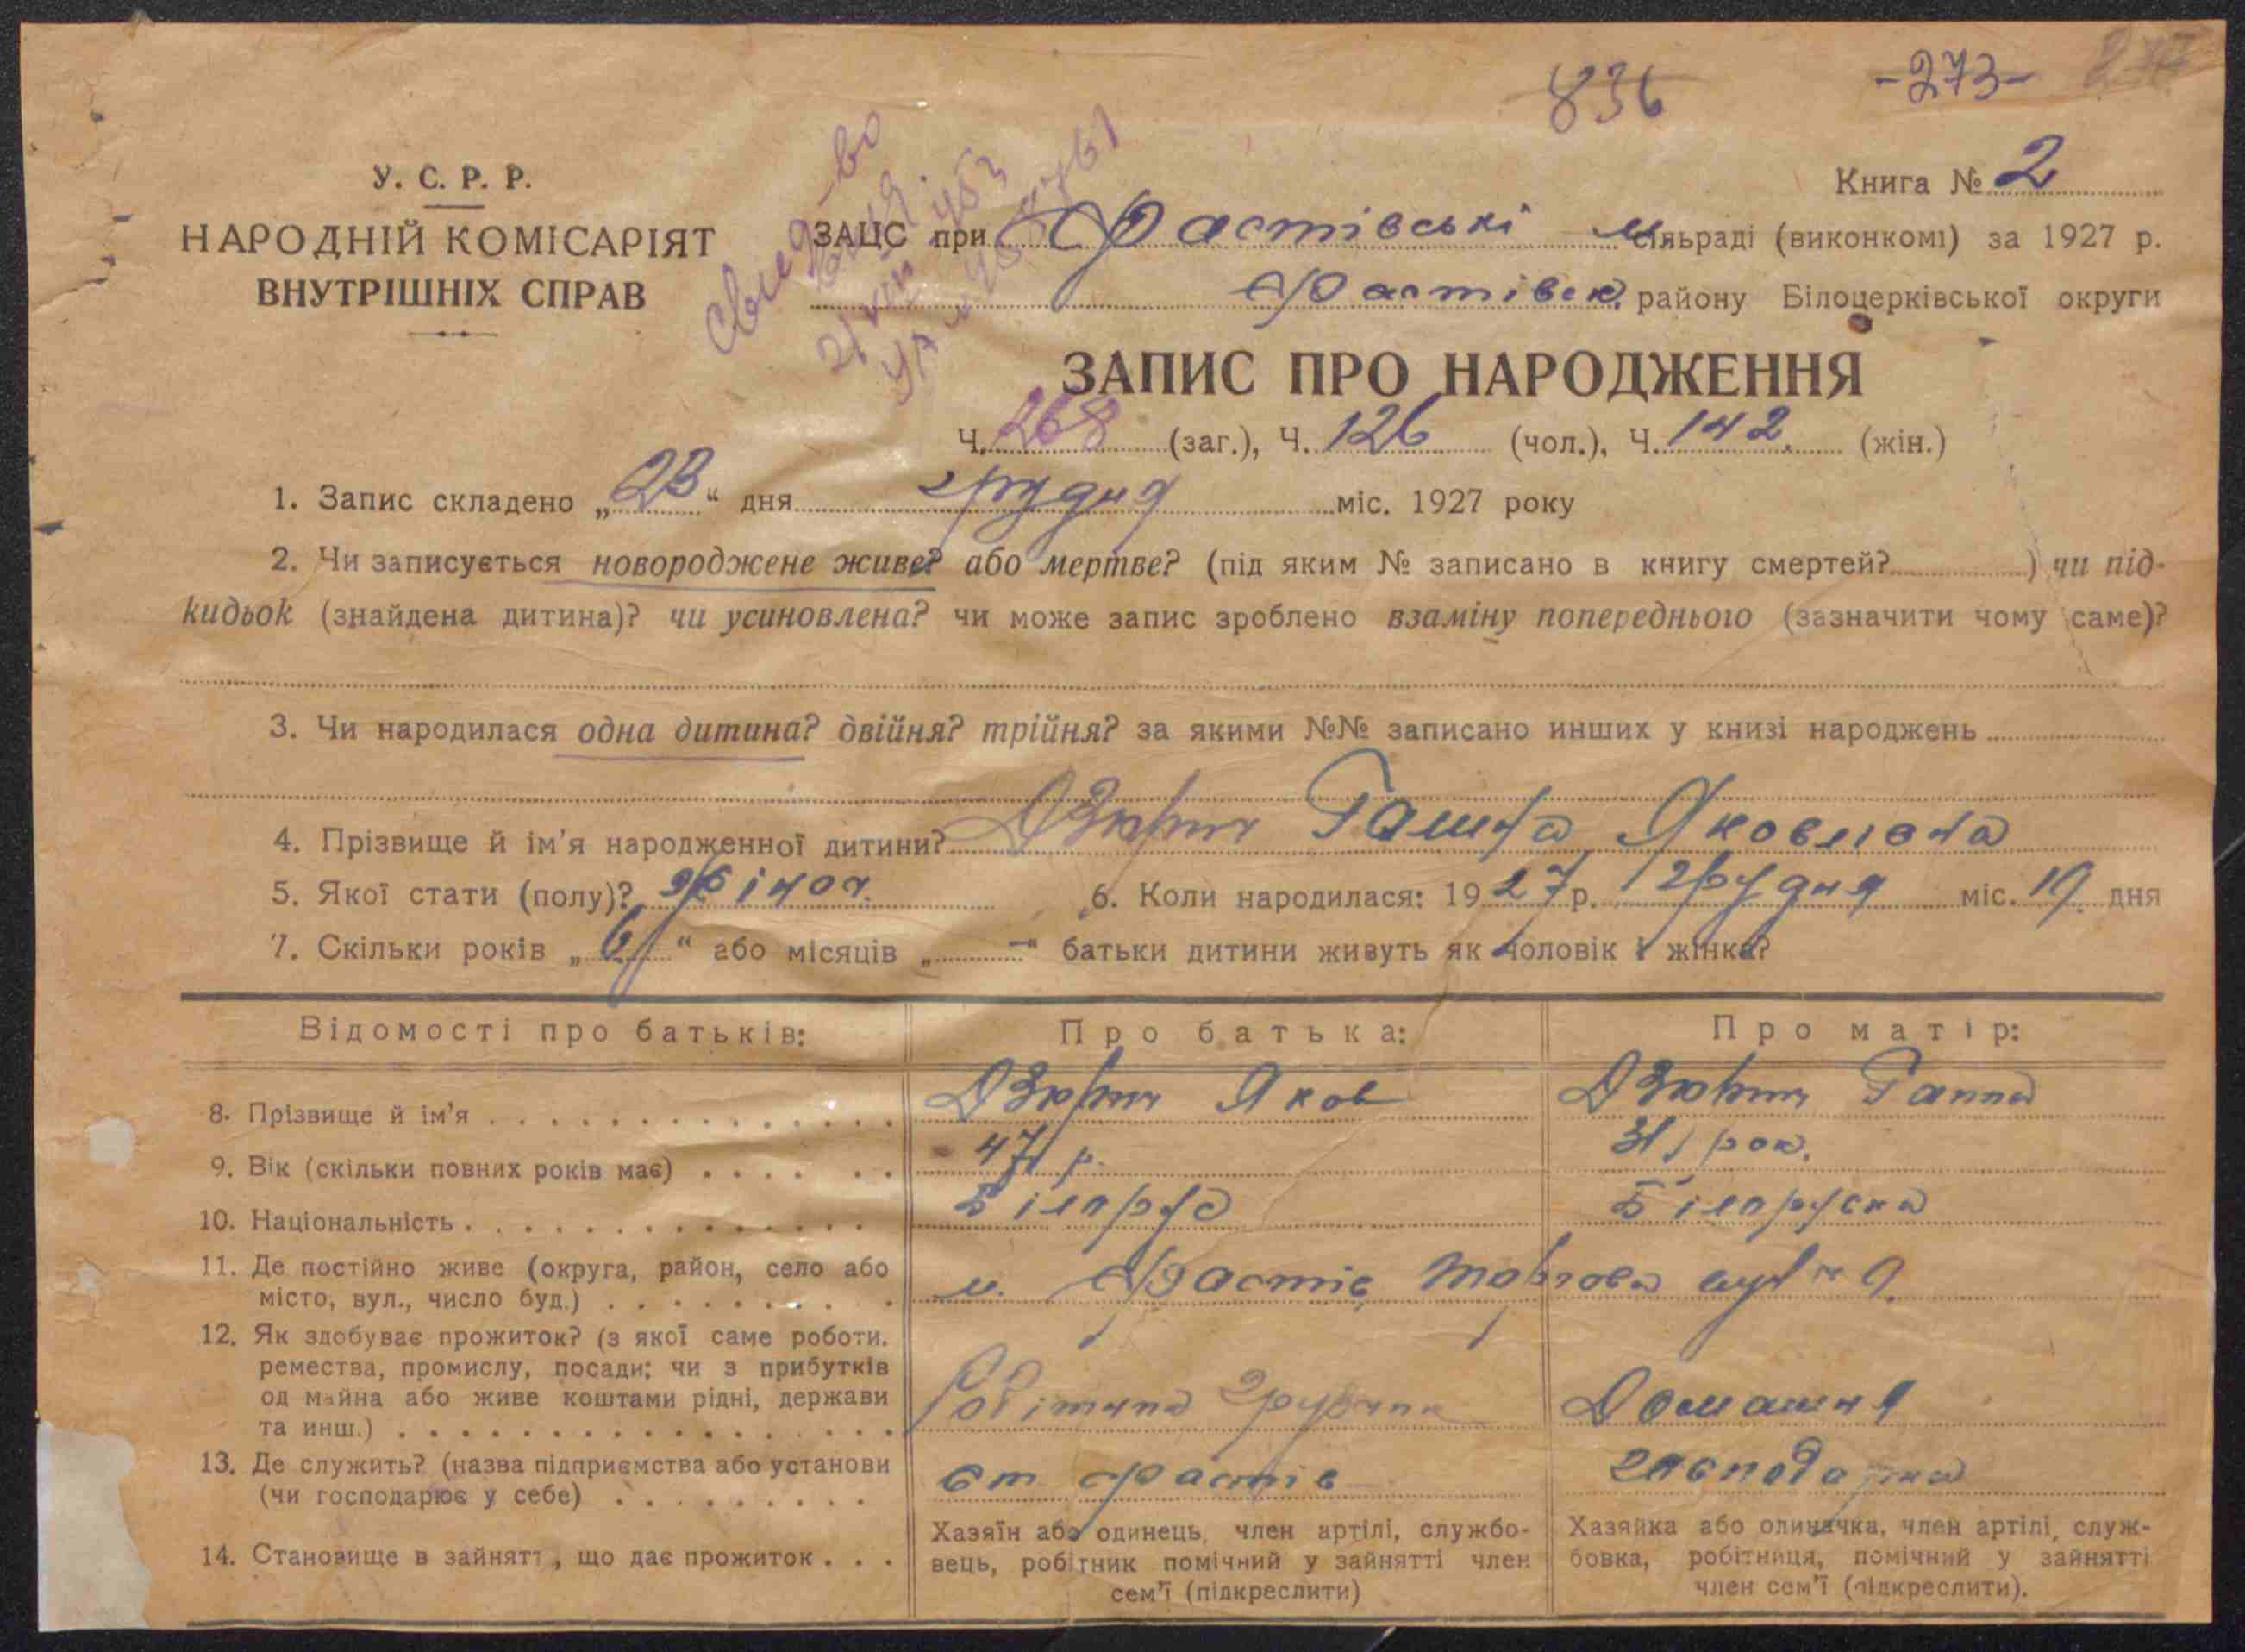 836
-273-
У. С. Р. Р.
НАРОДНІЙ КОМІСАРІЯТ
ВНУТРІШНІХ СПРАВ
Книга № 2
ЗАЦС при Фастівські м сільраді (виконкомі) за 1927 р.
Фастівськ. району Білоцерківської округи
ЗАПИС ПРО НАРОДЖЕННЯ
Ч. 268 (заг.), Ч. 126 (чол.), Ч. 142. (жін.)
1. Запис складено „23“ дня грудня міс. 1927 року
2. Чи записується новороджене живе? або мертве? (під яким № записано в книгу смертей? ) чи під-
кидьок (знайдена дитина)? чи усиновлена? чи може запис зроблено взаміну попереднього (зазначити чому саме)?
3. Чи народилася одна дитина? двійня? трійня? за якими №№ записано инших у книзі народжень
4. Прізвище й ім'я народженної дитини? Яковлівна
5. Якої стати (полу)? жіноч. 6. Коли народилася: 1927 р. грудня міс. 19. дня
7. Скільки років „6“ або місяців „—“ батьки дитини живуть як чоловік і жінка?
Відомості про батьків: Про батька: Про матір:
8. Прізвище й ім'я Яков Ганна
9. Вік (скільки повних років має) 47 р. 31 рок.
10. Національність Біларус Біларуска
11. Де постійно живе (округа, район, село або
місто, вул., число буд.) м. Фастів Торгова вул № 9.
12. Як здобуває прожиток? (з якої саме роботи,
ремества, промислу, посади; чи з прибутків
од майна або живе коштами рідні, держави
та инш.) Домашня
13. Де служить? (назва підприємства або установи
(чи господарює у себе) ст Фастів господарка
14. Становище в зайнятт , що дає прожиток
Хазяїн або одинець, член артілі, службо-
вець, робітник помічний у зайнятті член
сем'ї (підкреслити)
Хазяйка або одиначка, член артілі, служ-
бовка, робітниця, помічний у зайнятті
член сем'ї (підкреслити).